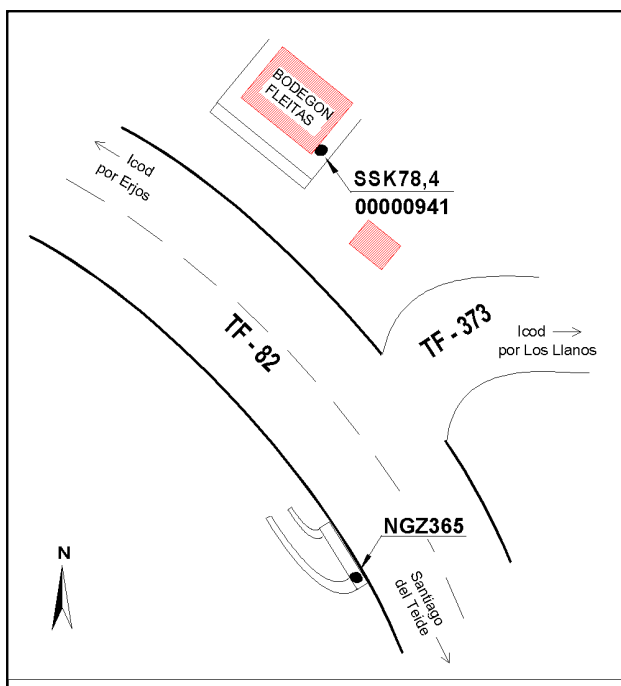 BODEGON
FLEITAS
Icod
por Erjos
SSK78,4
00000941
TF - 82
TF - 373
Icod
por Los Llanos
NGZ365
N
Santiago
del Teide